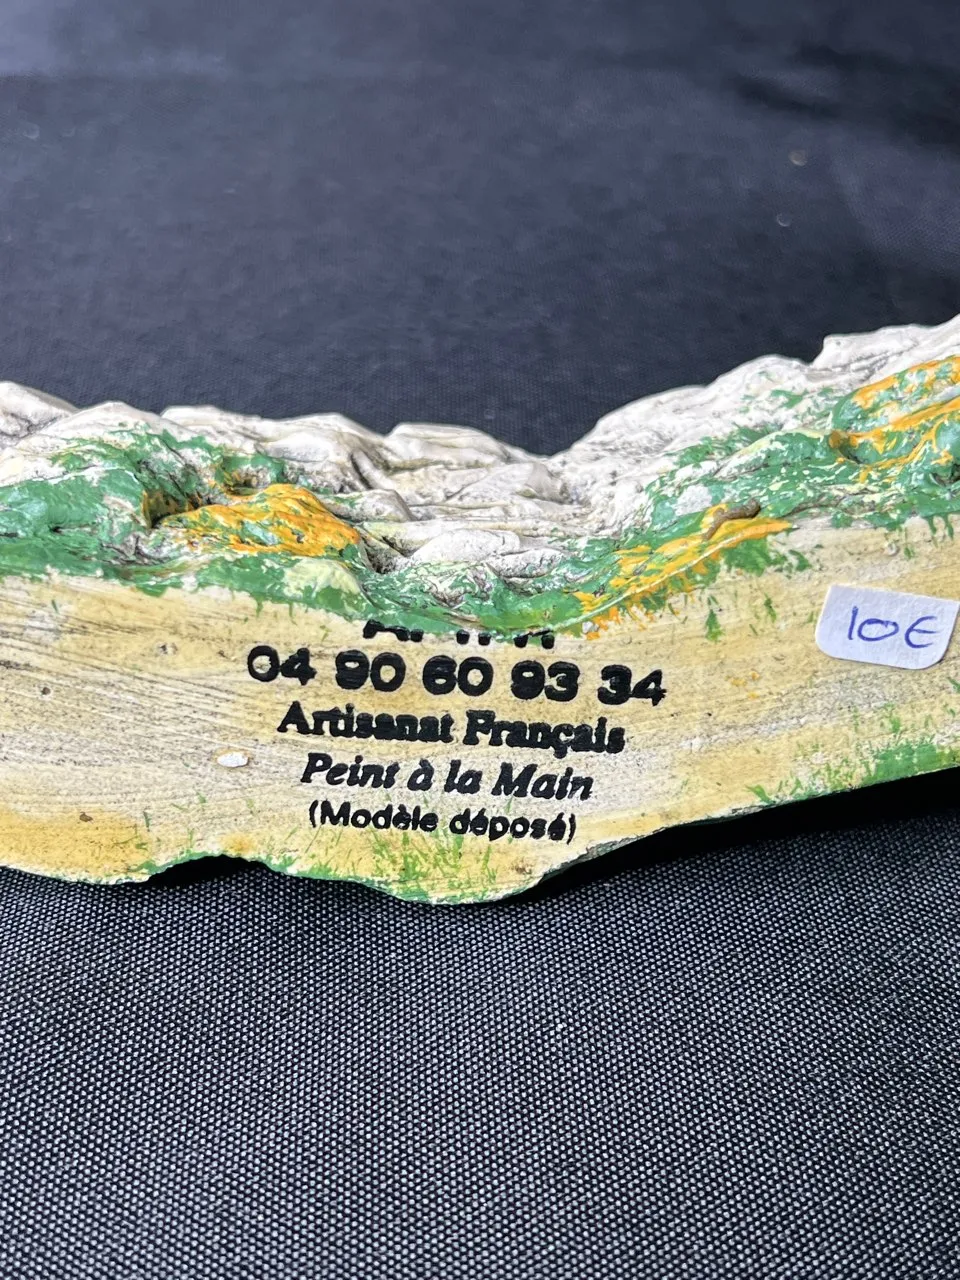 04 90 60 93 34
Artisanat Français
Peint à la Main
(Modèle déposé)
10€